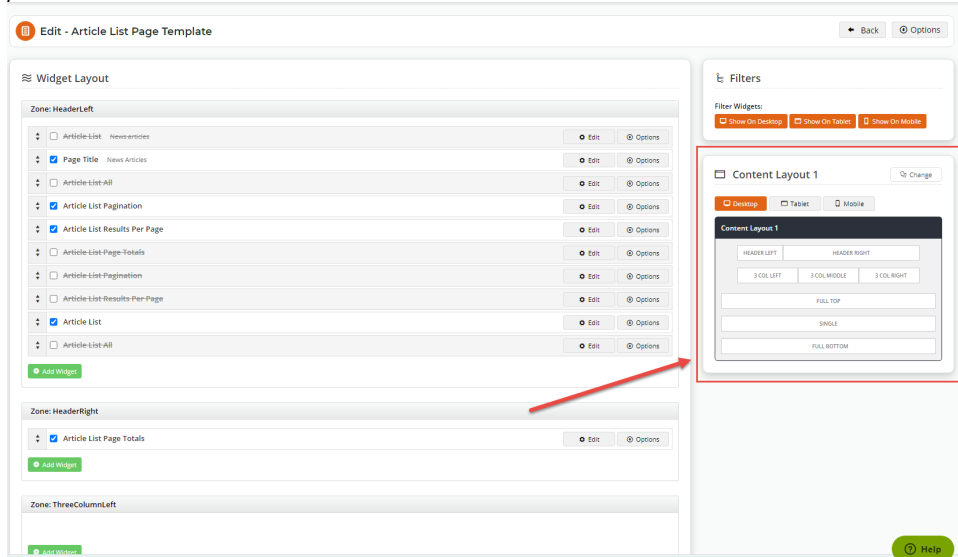 Edit - Article List Page Template
Back
Options
Widget Layout
Zone: HeaderLeft
Article List News articles Edit Options
Page Title News Articles Edit Options
Article List All Edit Options
Article List Pagination Edit Options
Article List Results Per Page Edit Options
Article List Page Totals Edit Options
Article List Pagination Edit Options
Article List Results Per Page Edit Options
Article List Edit Options
Article List All Edit Options
Add Widget
Zone: HeaderRight
Article List Page Totals Edit Options
Add Widget
Zone: ThreeColumnLeft
Add Widget
Filters
Filter Widgets:
Show On Desktop Show On Tablet Show On Mobile
Content Layout 1 Change
Desktop Tablet Mobile
Content Layout 1
HEADER LEFT HEADER RIGHT
3 COL LEFT 3 COL MIDDLE 3 COL RIGHT
FULL TOP
SINGLE
FULL BOTTOM
Help